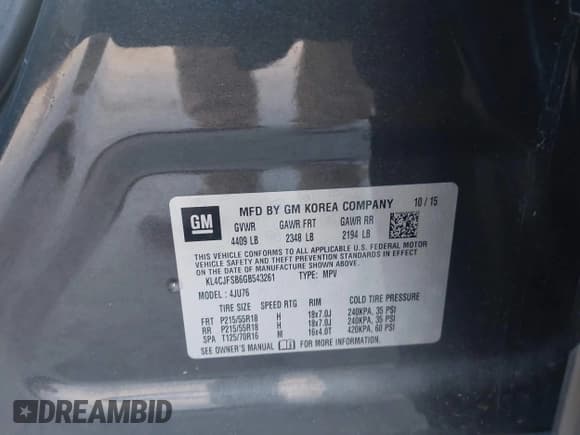 GM
MFD BY GM KOREA COMPANY 10 / 15
GVWR GAWR FRT GAWR RR
4409 LB 2348 LB 2194 LB
THIS VEHICLE CONFORMS TO ALL APPLICABLE U.S. FEDERAL MOTOR
VEHICLE SAFETY, BUMPER, AND THEFT PREVENTION STANDARDS IN
EFFECT ON THE DATE OF MANUFACTURE SHOWN ABOVE.
KL4CJFSB6GB543261 TYPE: MPV
MODEL : 4JU76
TIRE SIZE SPEED RTG RIM COLD TIRE PRESSURE
FRT P215/55R18 H 18x7.0J 240KPA, 35 PSI
RR P215/55R18 H 18x7.0J 240KPA, 35 PSI
SPA T125/70R16 M 16x4.0T 420KPA, 60 PSI
SEE OWNER'S MANUAL FOR MORE INFORMATION.
DREAMBID